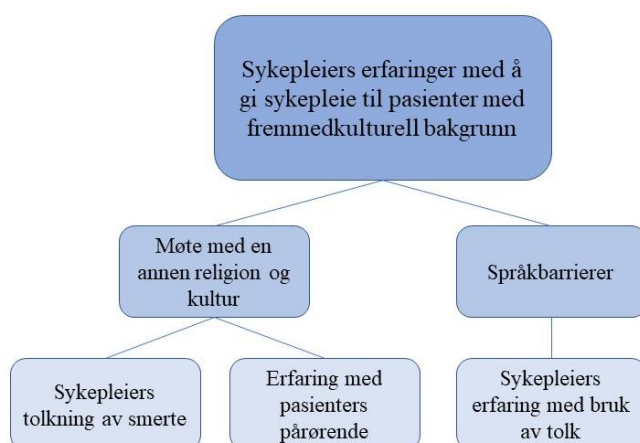 Sykepleiers erfaringer med å
gi sykepleie til pasienter med
fremmedkulturell bakgrunn
Møte med en
annen religion og
kultur
Språkbarrierer
Sykepleiers
tolkning av smerte
Erfaring med
pasienters
pårørende
Sykepleiers
erfaring med bruk
av tolk